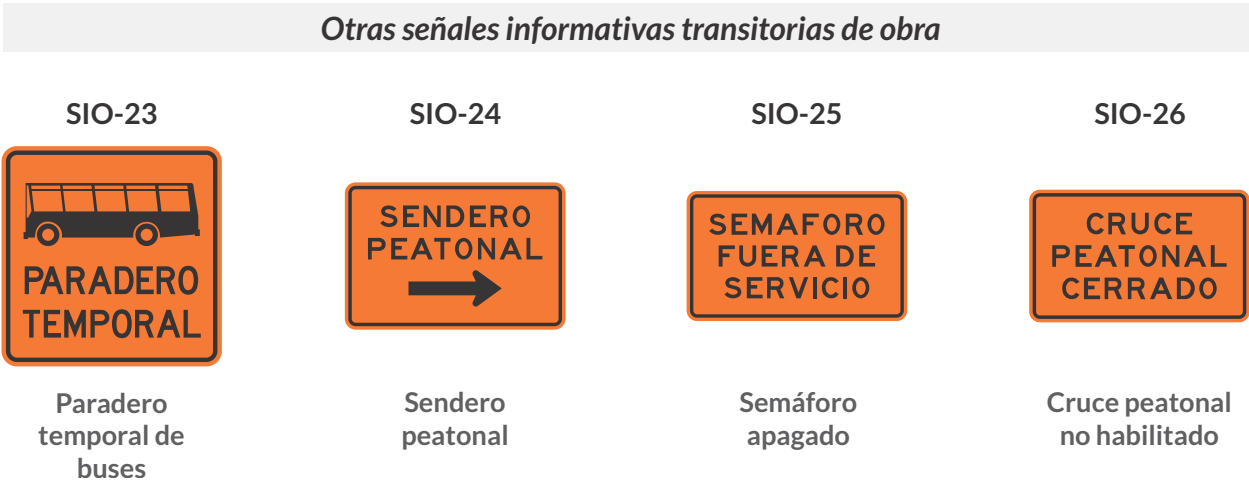 Otras señales informativas transitorias de obra
SIO-23
PARADERO
TEMPORAL
Paradero
temporal de
buses
SIO-24
SENDERO
PEATONAL
Sendero
peatonal
SIO-25
SEMAFORO
FUERA DE
SERVICIO
Semáforo
apagado
SIO-26
CRUCE
PEATONAL
CERRADO
Cruce peatonal
no habilitado